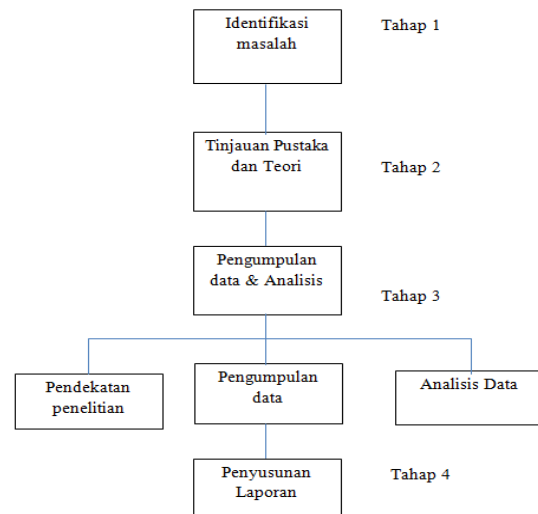 Identifikasi
masalah
Tahap 1
Tinjauan Pustaka
dan Teori
Tahap 2
Pengumpulan
data & Analisis
Tahap 3
Pendekatan
penelitian
Pengumpulan
data
Analisis Data
Penyusunan
Laporan
Tahap 4